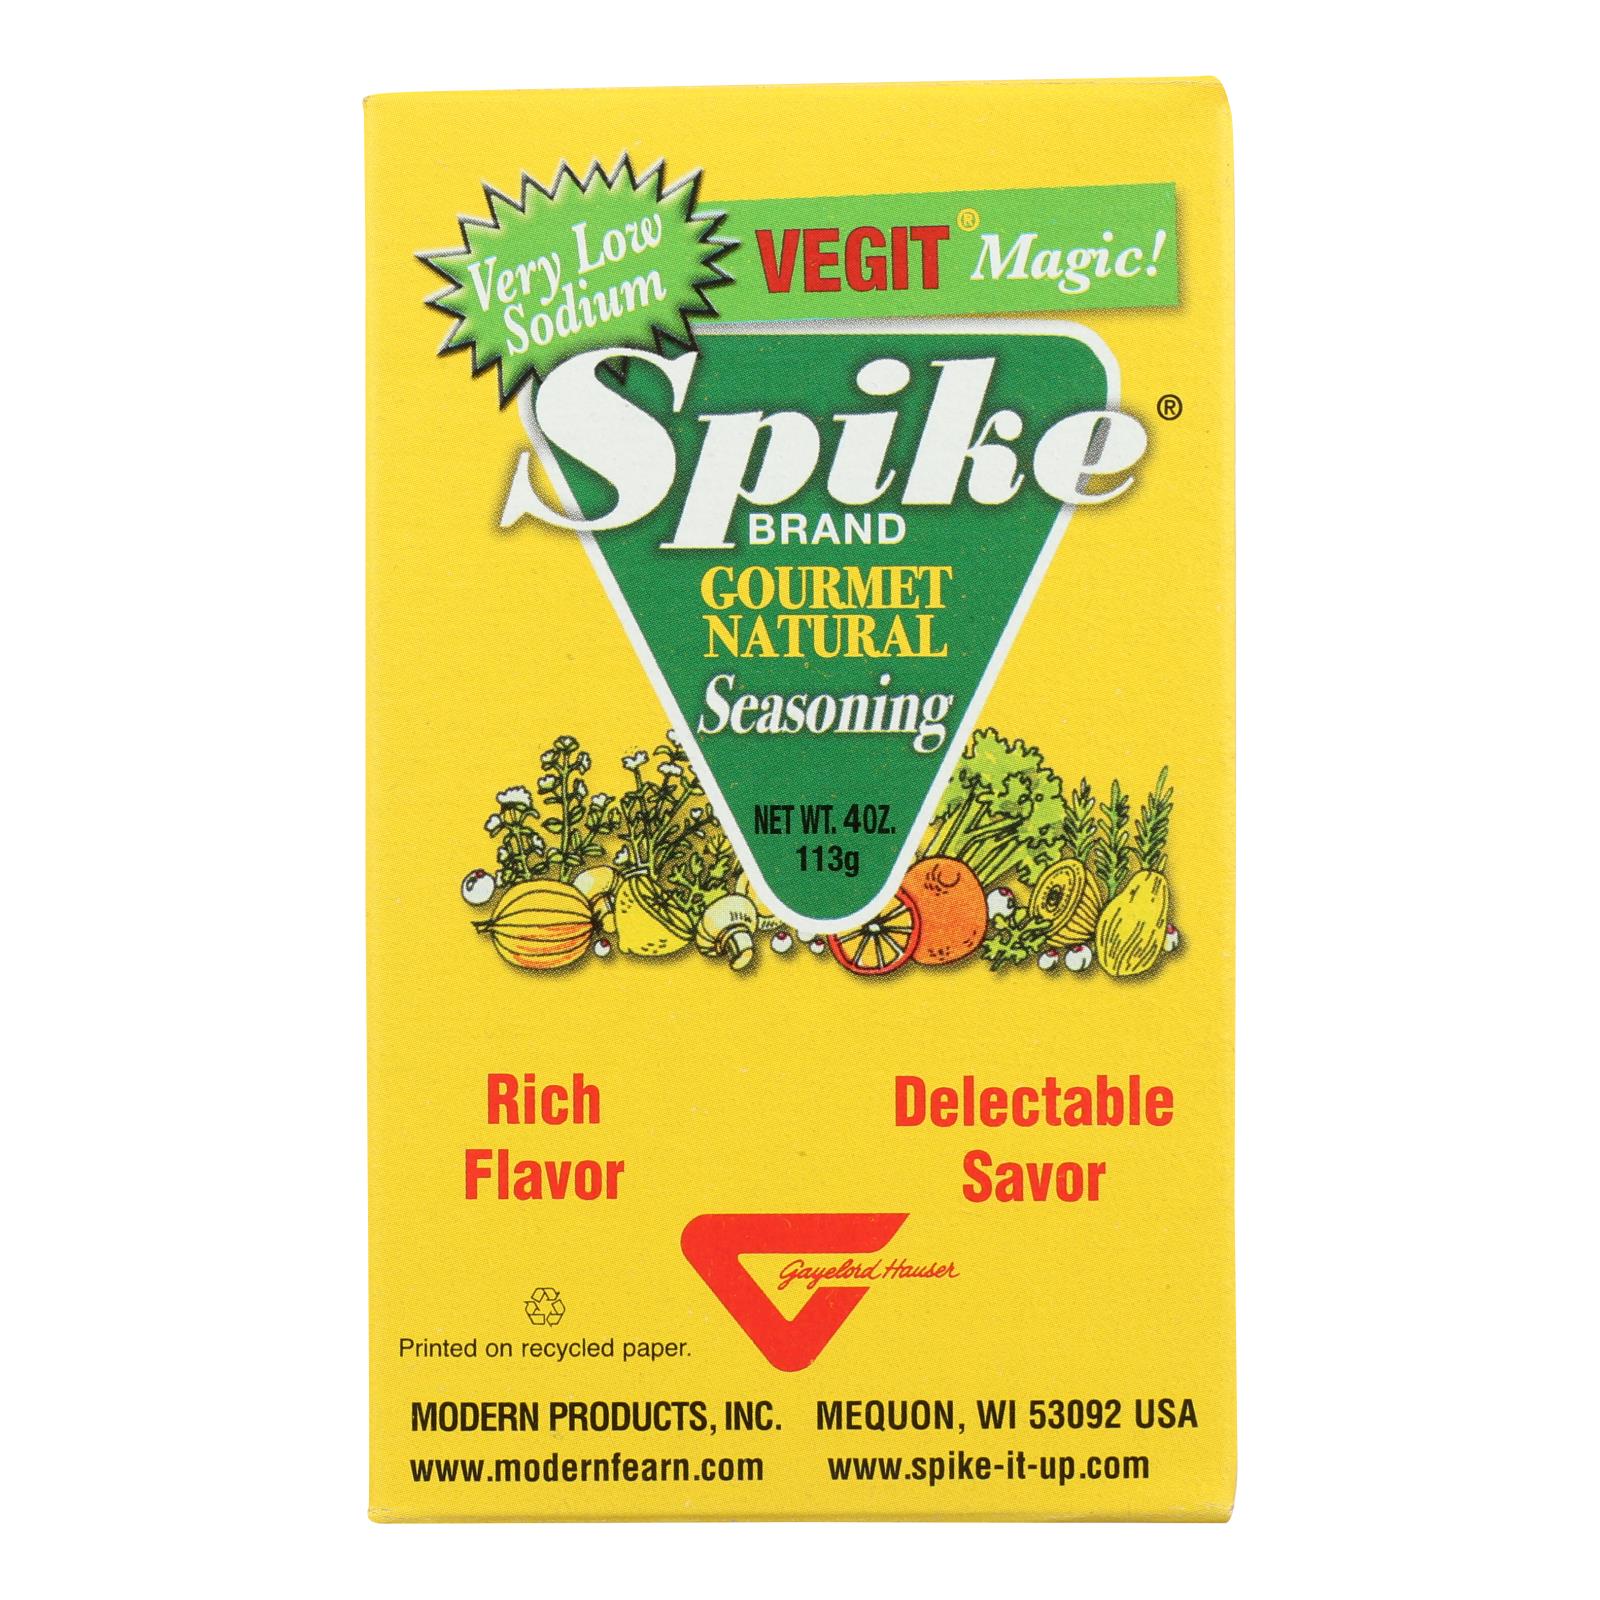 Very Low
Sodium
VEGIT® Magic!
Spike®
BRAND
GOURMET
NATURAL
Seasoning
NET WT. 4OZ.
113g
Rich
Flavor
Delectable
Savor
Gayelord Hauser
Printed on recycled paper.
MODERN PRODUCTS, INC. MEQUON, WI 53092 USA
www.modernfearn.com www.spike-it-up.com